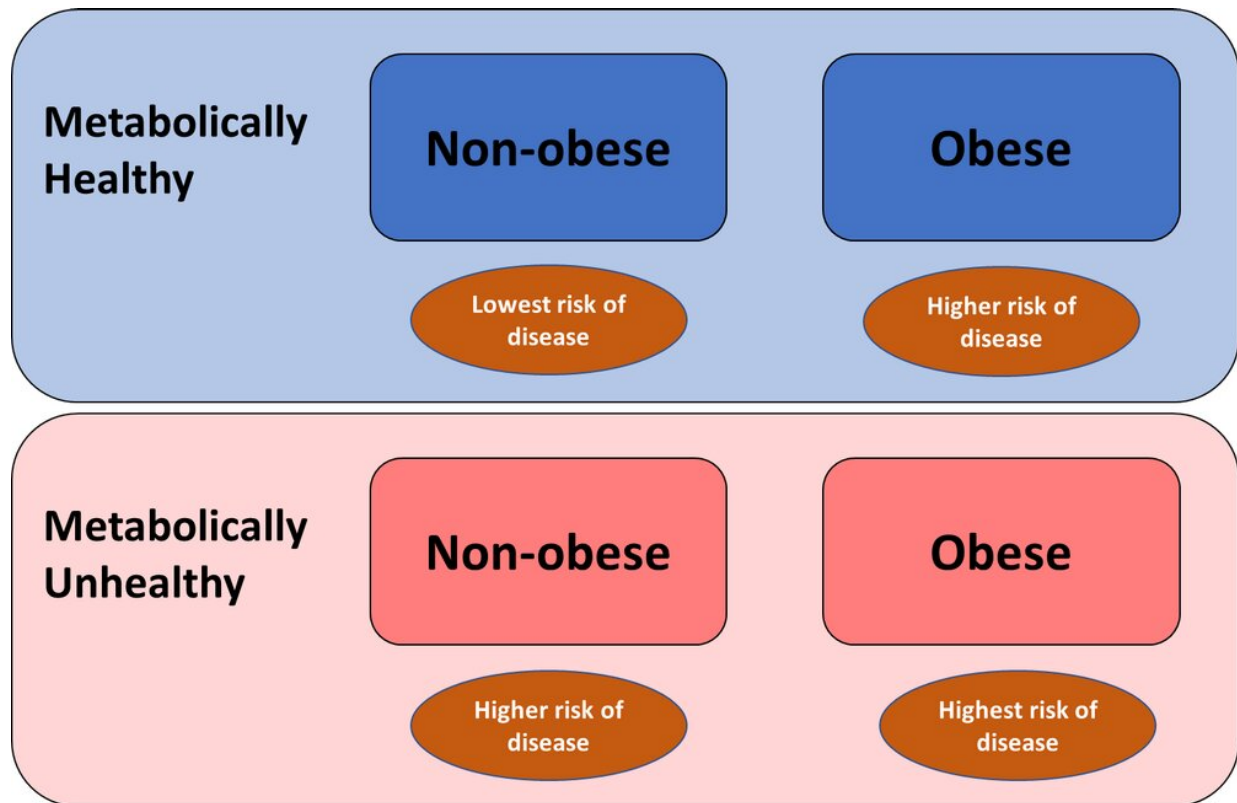 Metabolically
Healthy
Non-obese
Obese
Lowest risk of
disease
Higher risk of
disease
Metabolically
Unhealthy
Non-obese
Obese
Higher risk of
disease
Highest risk of
disease